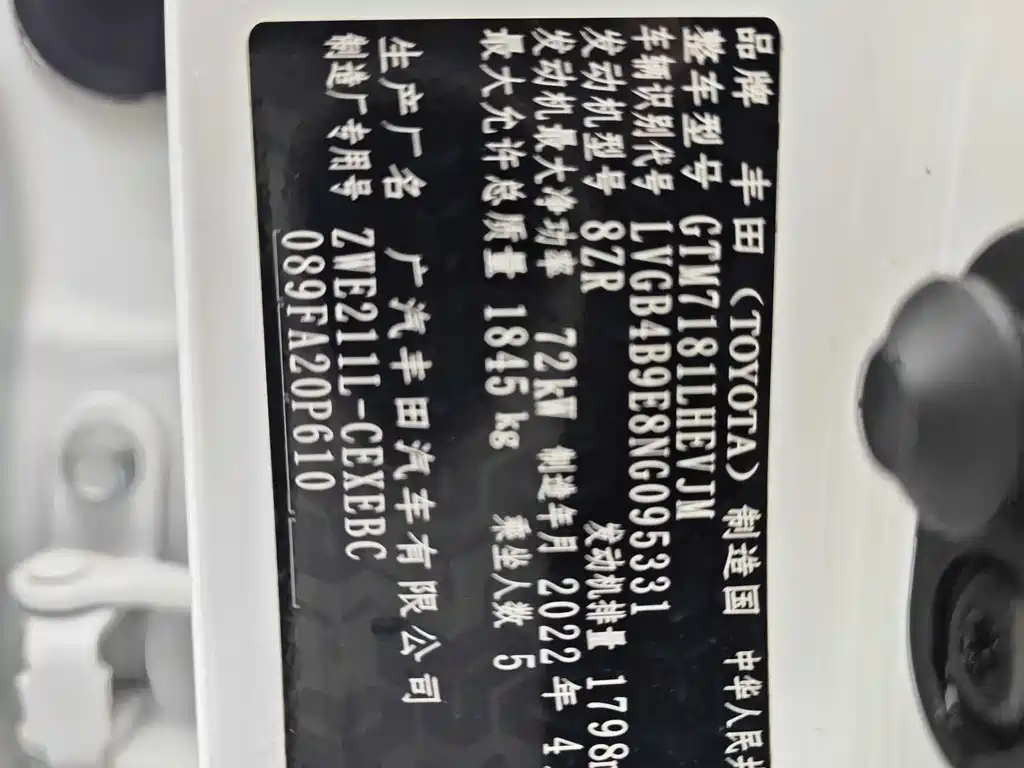 品牌 丰田 (TOYOTA) 制造国 中华人民共
整车型号 GTM7181LHEVJM
车辆识别代号 LVGB4B9E8NG095331
发动机型号 8ZR 发动机排量 1798m
发动机最大净功率 72kW 制造年月 2022年 4
最大允许总质量 1845 kg 乘坐人数 5
生产厂名 广汽丰田汽车有限公司
制造厂专用号 ZWE211L-CEXEBC
089FA20P610